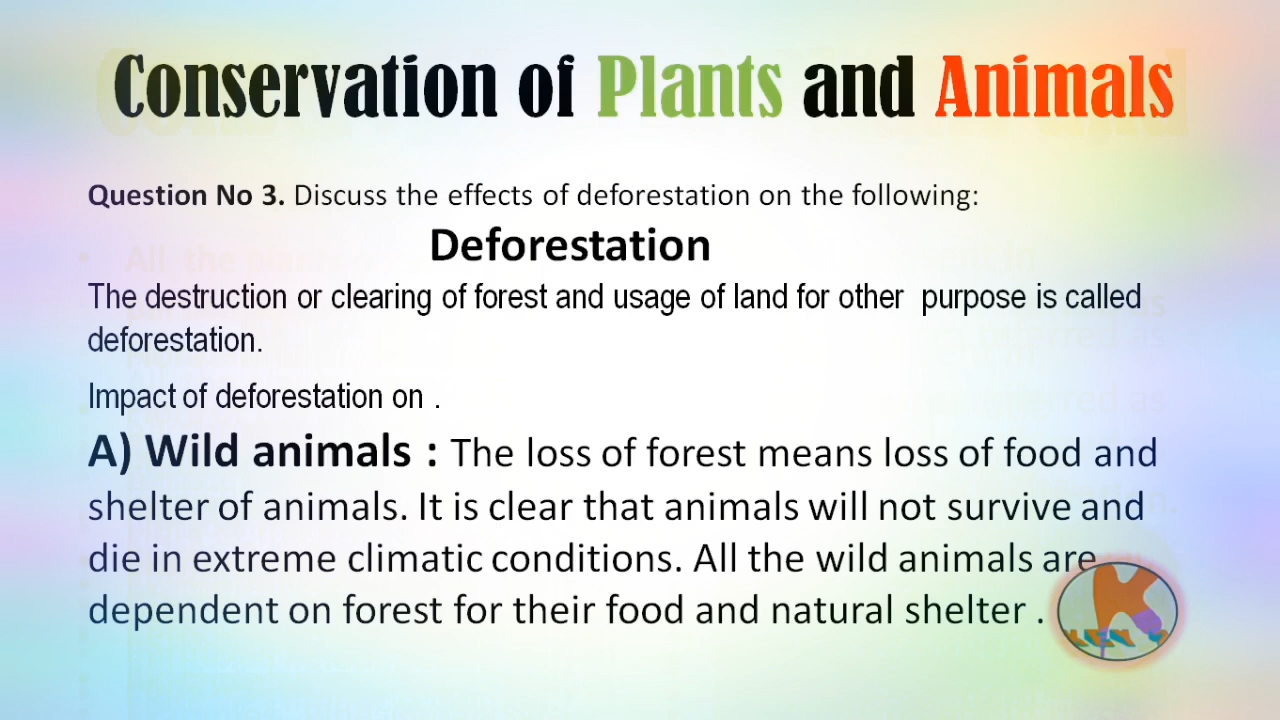 Conservation of Plants and Animals
Question No 3. Discuss the effects of deforestation on the following:
Deforestation
The destruction or clearing of forest and usage of land for other purpose is called
deforestation.
Impact of deforestation on .
A) Wild animals : The loss of forest means loss of food and
shelter of animals. It is clear that animals will not survive and
die in extreme climatic conditions. All the wild animals are
dependent on forest for their food and natural shelter .